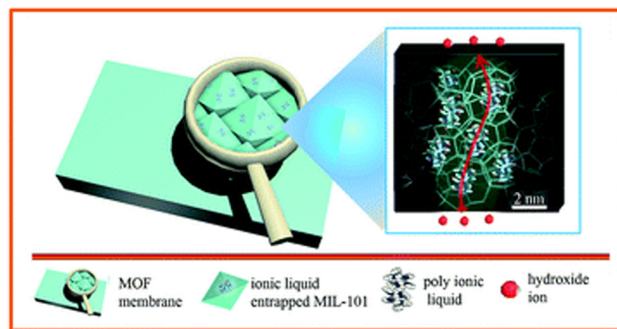 2 nm
MOF
membrane
ionic liquid
entrapped MIL-101
poly ionic
liquid
hydroxide
ion